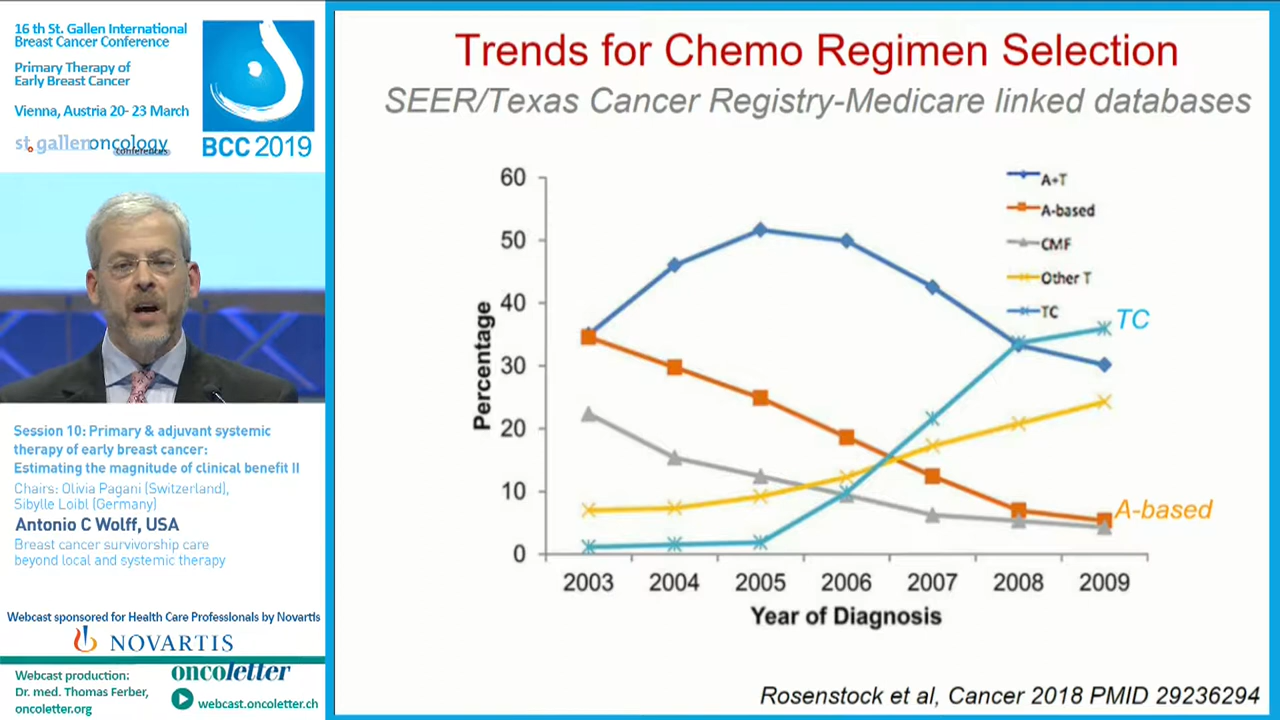 16 th St. Gallen International
Breast Cancer Conference
Primary Therapy of
Early Breast Cancer
Vienna, Austria 20- 23 March
st.gallenoncology
conferences
BCC 2019
Session 10: Primary & adjuvant systemic
therapy of early breast cancer:
Estimating the magnitude of clinical benefit II
Chairs: Olivia Pagani (Switzerland),
Sibylle Loibl (Germany)
Antonio C Wolff, USA
Breast cancer survivorship care
beyond local and systemic therapy
Webcast sponsored for Health Care Professionals by Novartis
NOVARTIS
Webcast production:
Dr. med. Thomas Ferber,
oncoletter.org
oncoletter
webcast.oncoletter.ch
Trends for Chemo Regimen Selection
SEER/Texas Cancer Registry-Medicare linked databases
60
50
40
30
20
10
0
Percentage
A+T
A-based
CMF
Other T
TC
TC
A-based
2003 2004 2005 2006 2007 2008 2009
Year of Diagnosis
Rosenstock et al, Cancer 2018 PMID 29236294